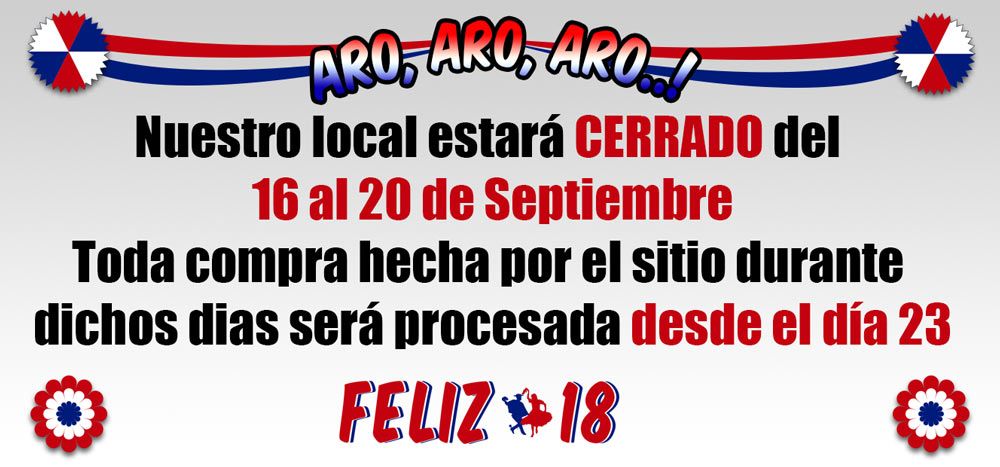 ARO, ARO, ARO..!
Nuestro local estará CERRADO del
16 al 20 de Septiembre
Toda compra hecha por el sitio durante
dichos dias será procesada desde el día 23
FELIZ 18